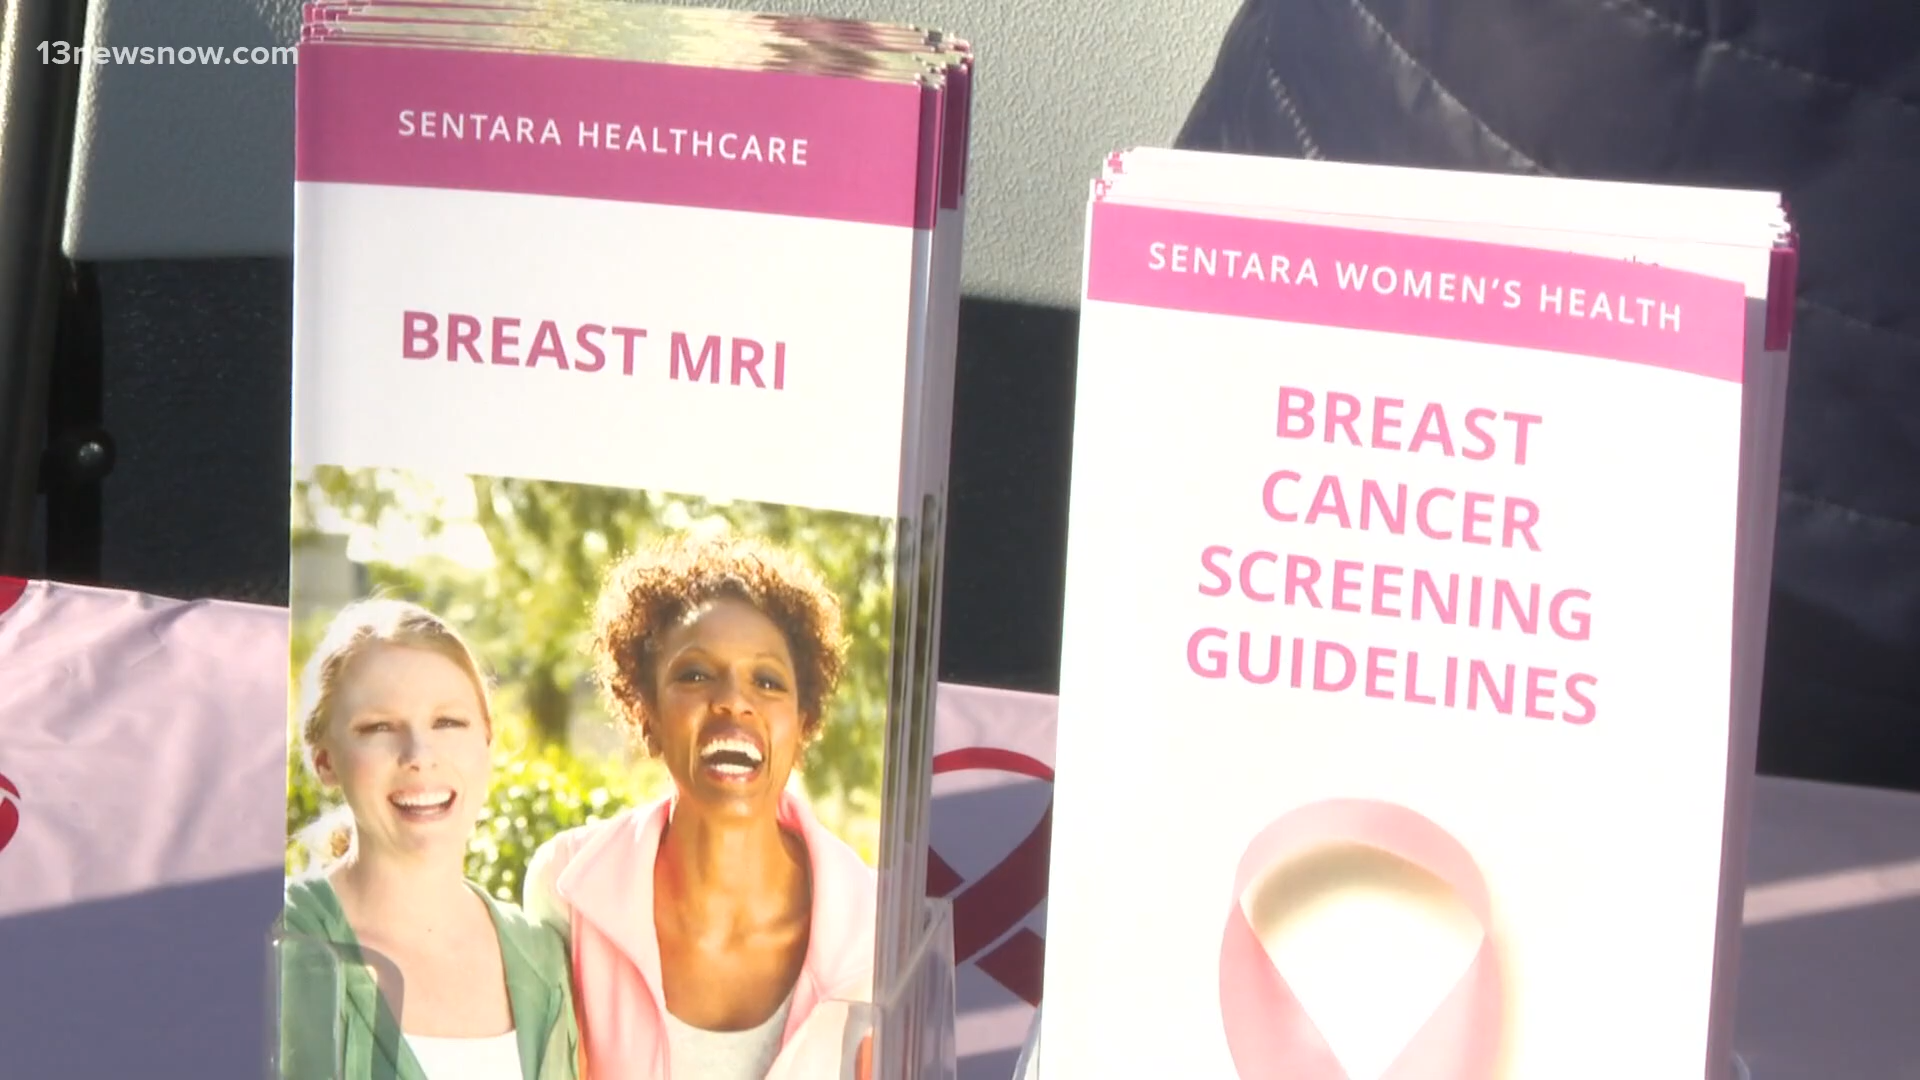 13newsnow.com
SENTARA HEALTHCARE
BREAST MRI
SENTARA WOMEN'S HEALTH
BREAST
CANCER
SCREENING
GUIDELINES